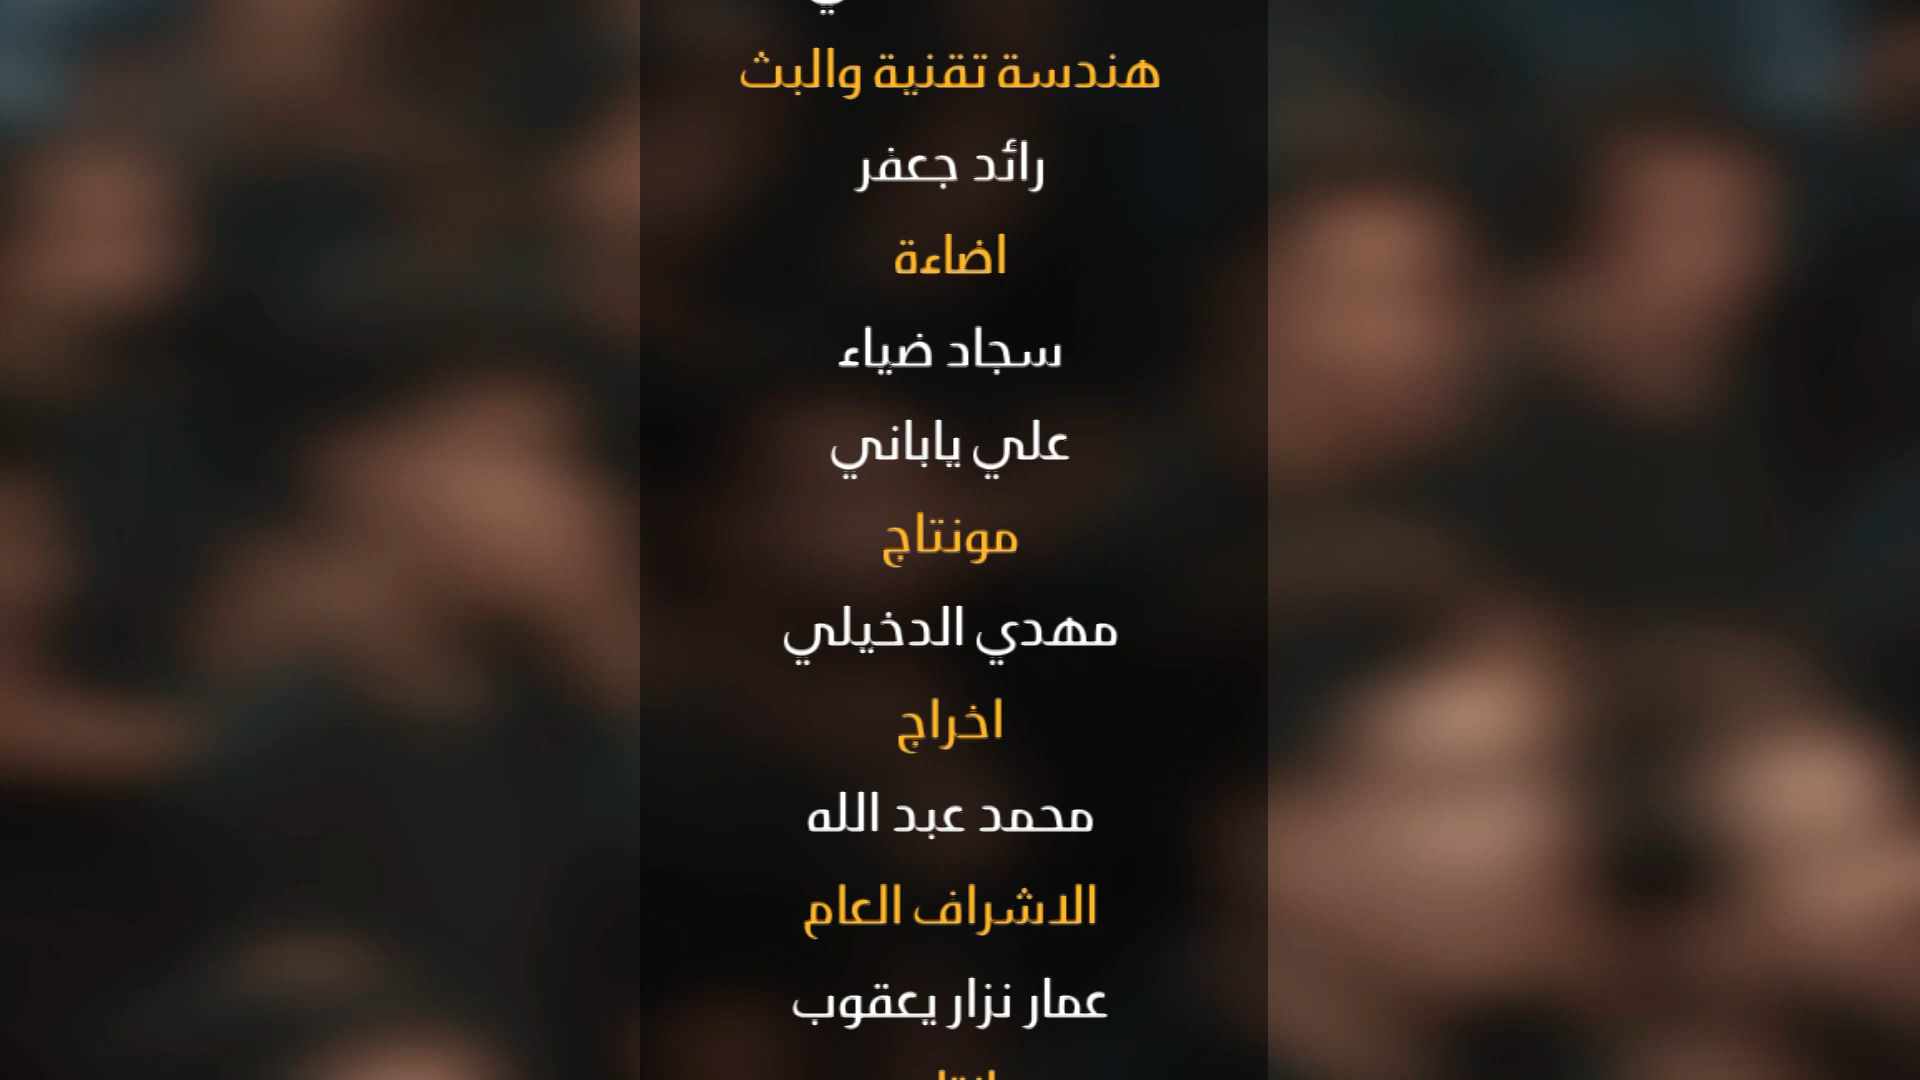 هندسة تقنية والبث
رائد جعفر
اضاءة
سجاد ضياء
علي ياباني
مونتاج
مهدي الدخيلي
اخراج
محمد عبد الله
الاشراف العام
عمار نزار يعقوب